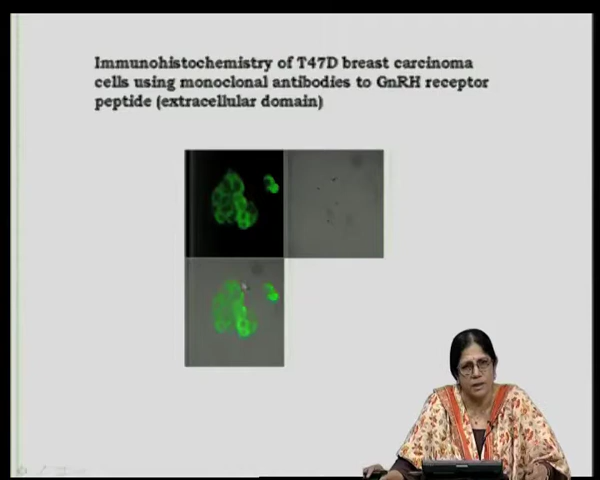 Immunohistochemistry of T47D breast carcinoma
cells using monoclonal antibodies to GnRH receptor
peptide (extracellular domain)